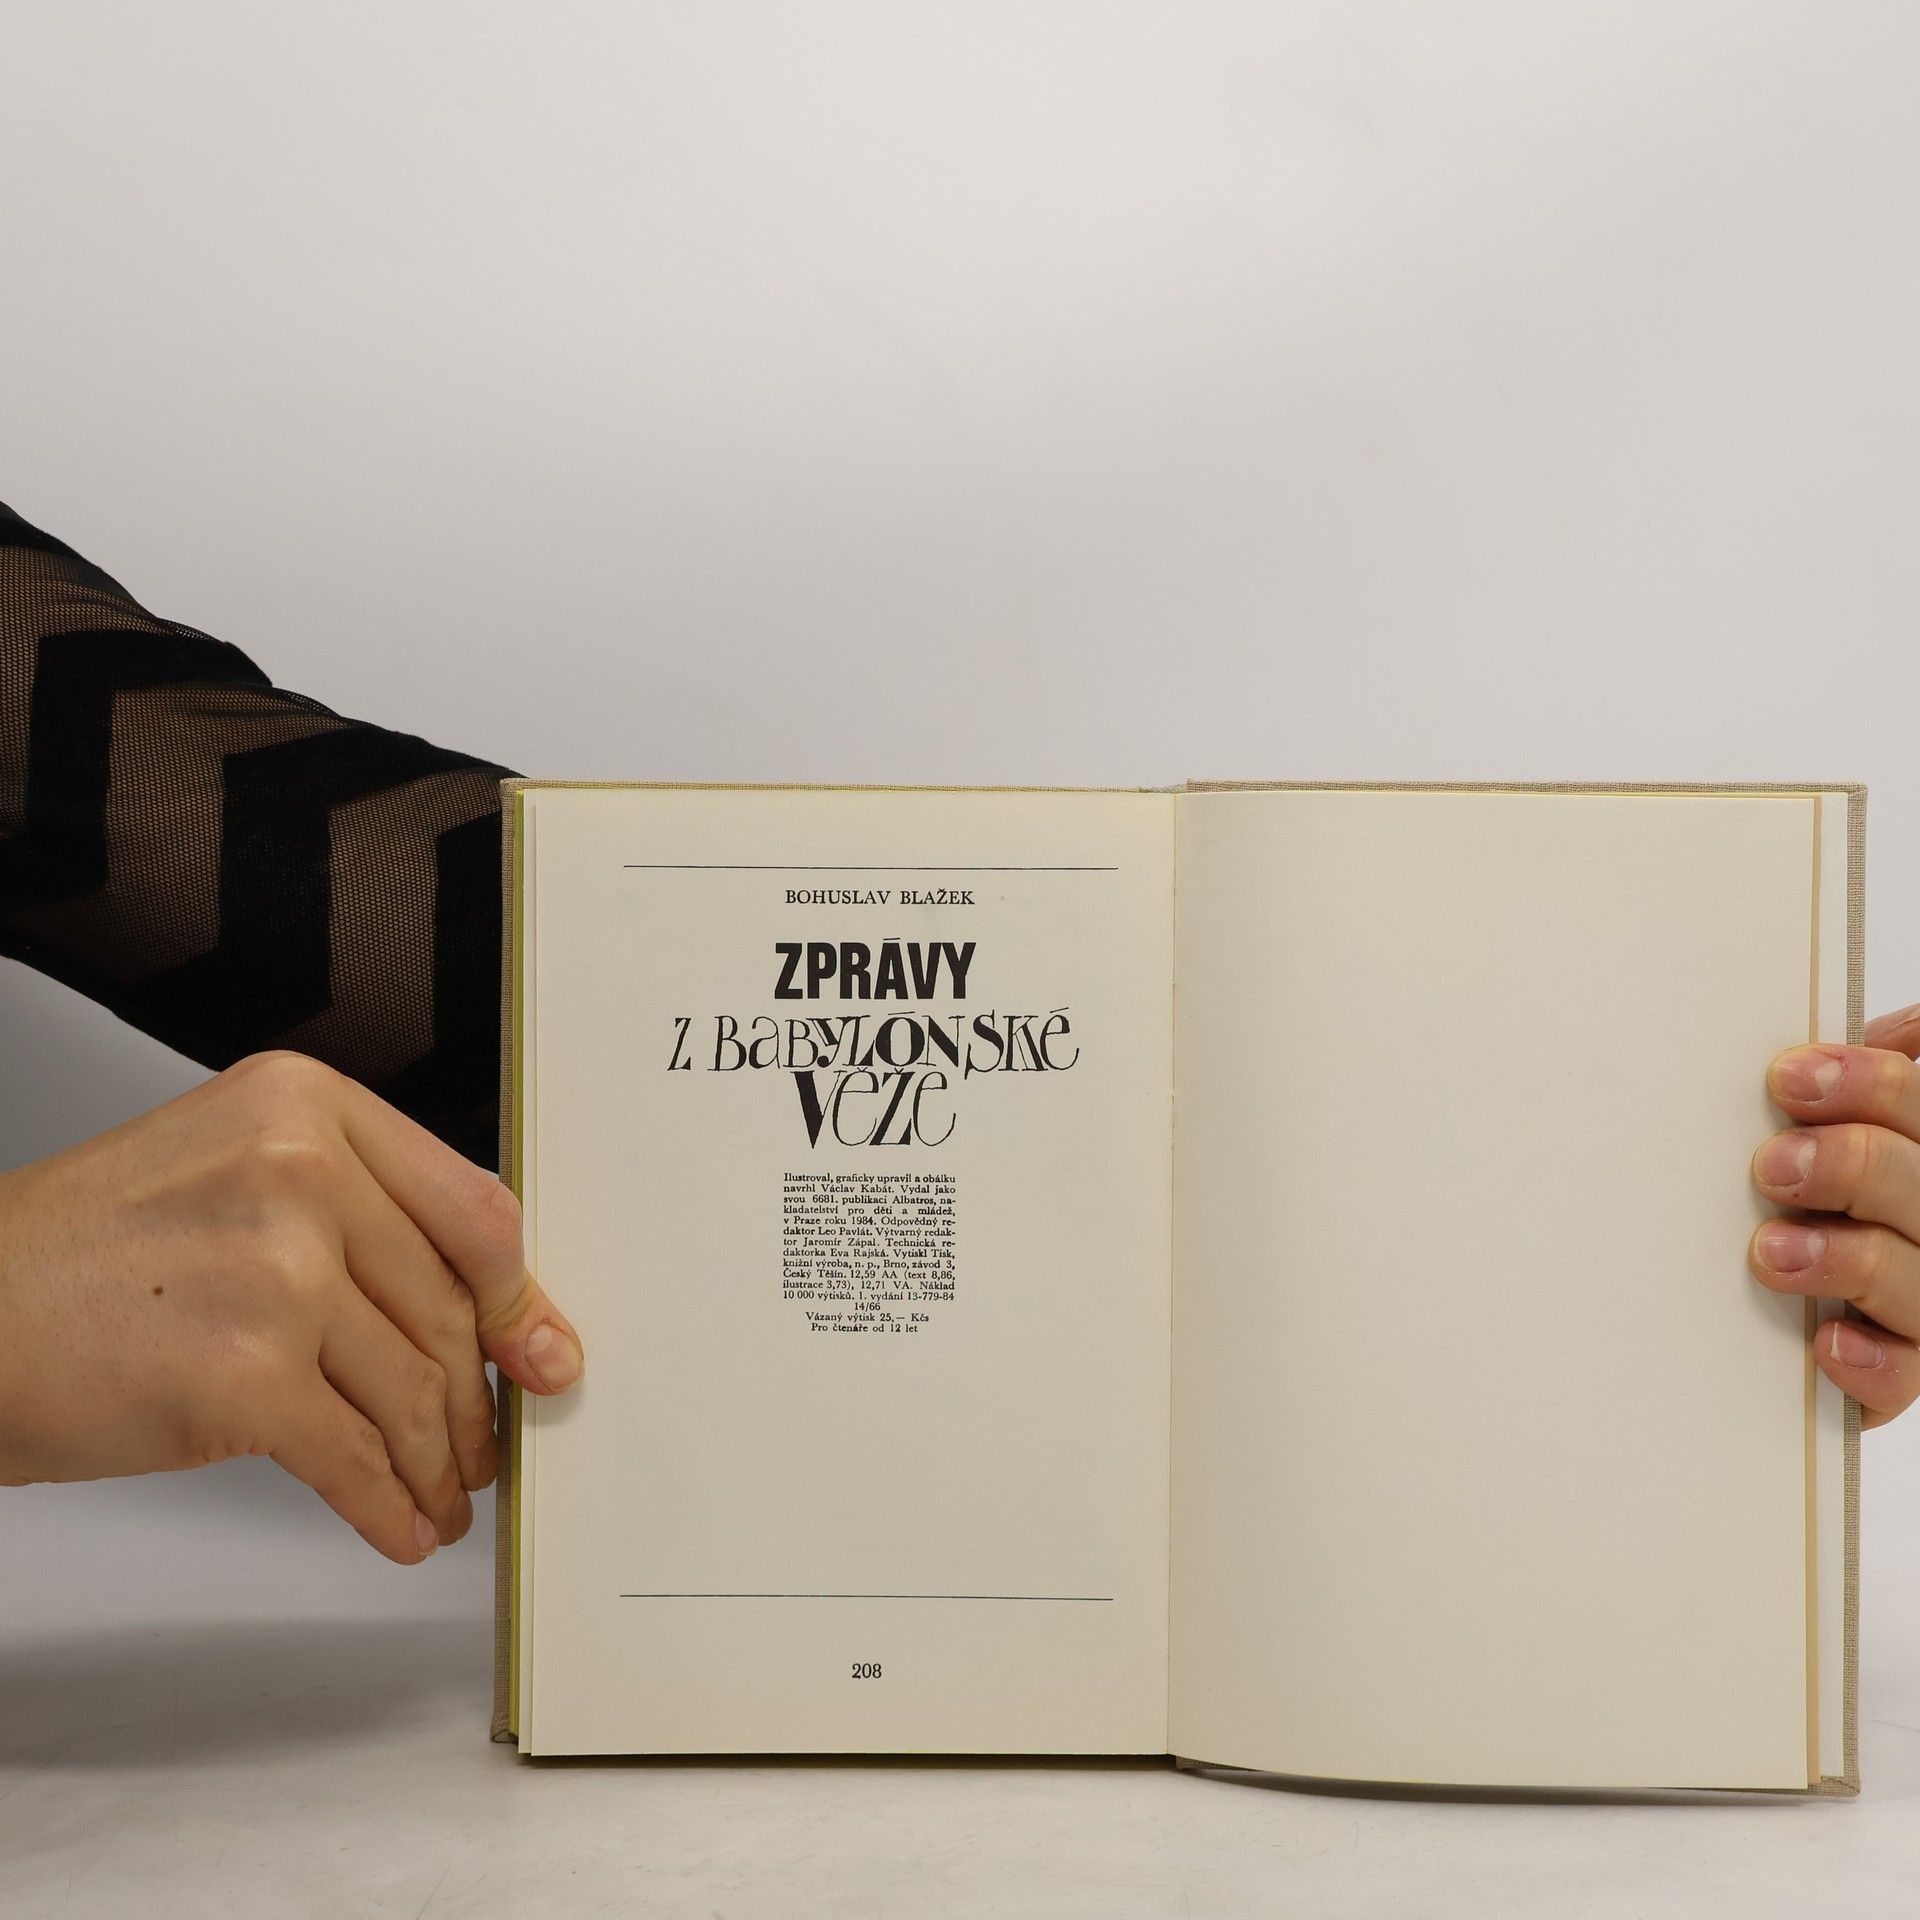 BOHUSLAV BLAŽEK
ZPRÁVY
Z BaBYLÓNSKé
VěŽe
Ilustroval, graficky upravil a obálku
navrhl Václav Kabát. Vydal jako
svou 6681. publikaci Albatros, na-
kladatelství pro děti a mládež,
v Praze roku 1984. Odpovědný re-
daktor Leo Pavlát. Výtvarný redak-
tor Jaromír Zápal. Technická re-
daktorka Eva Rajská. Vytiskl Tisk,
knižní výroba, n. p., Brno, závod 3,
Český Těšín. 12,59 AA (text 8,86,
ilustrace 3,73), 12,71 VA. Náklad
10 000 výtisků. 1. vydání 13-779-84
14/66
Vázaný výtisk 25,— Kčs
Pro čtenáře od 12 let
208